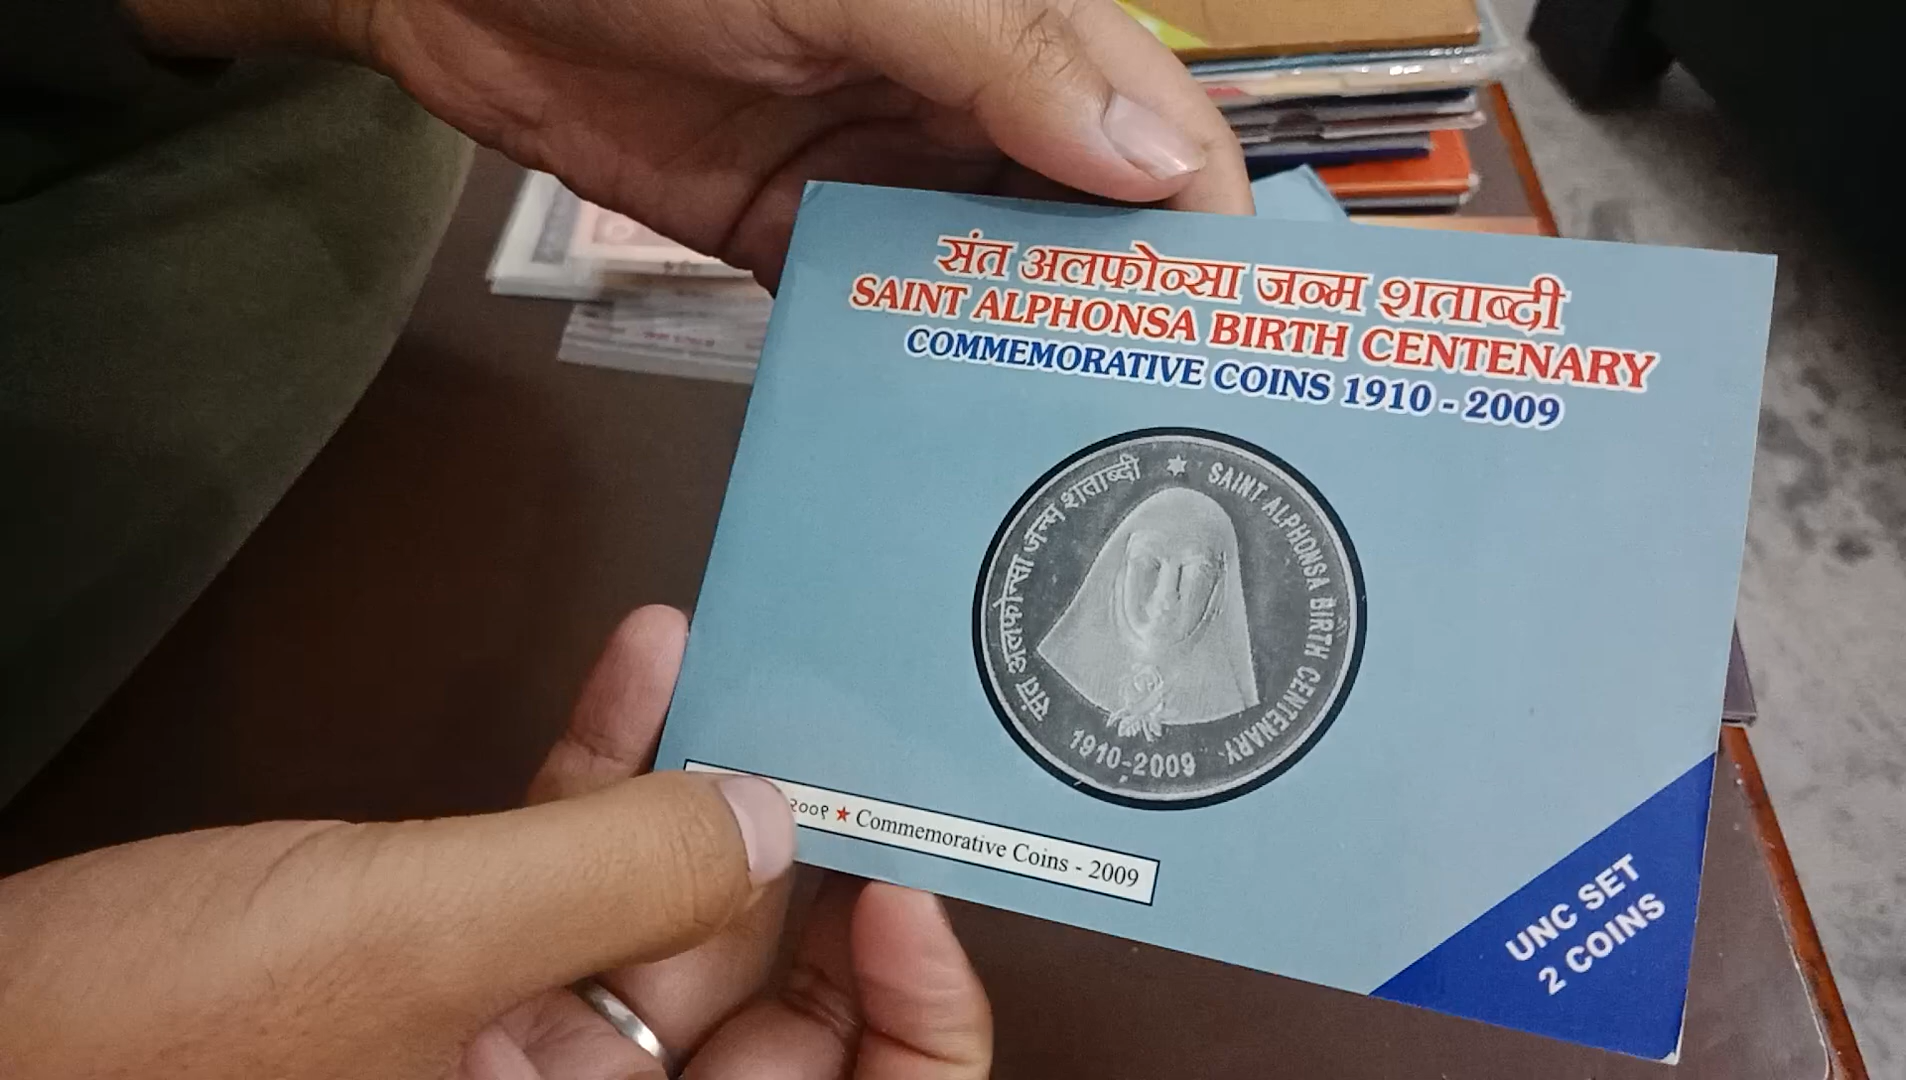 संत अलफोन्सा जन्म शताब्दी
SAINT ALPHONSA BIRTH CENTENARY
COMMEMORATIVE COINS 1910 - 2009
संत अलफोन्सा जन्म शताब्दी ★ SAINT ALPHONSA BIRTH CENTENARY
1910-2009
२००९ ★ Commemorative Coins - 2009
UNC SET
2 COINS